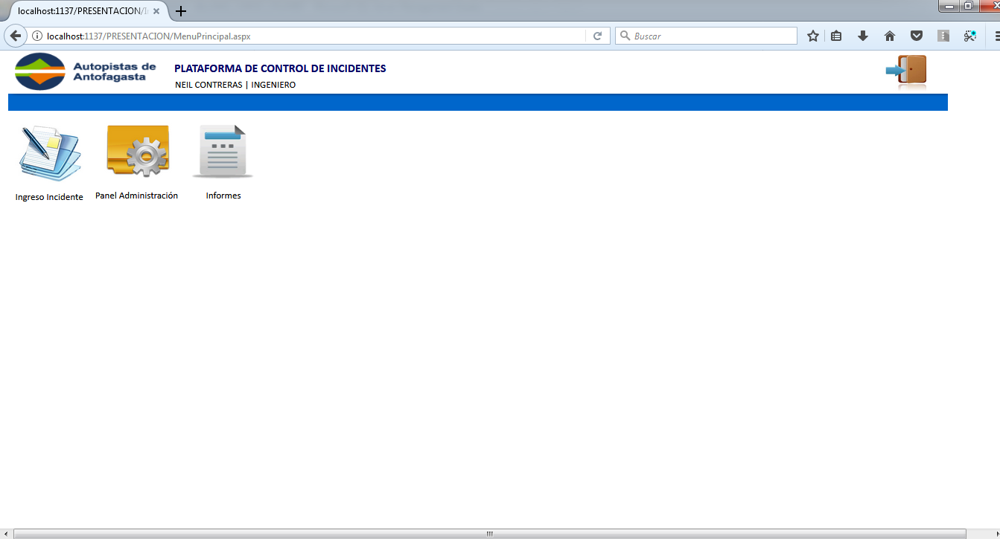 localhost:1137/PRESENTACION/
localhost:1137/PRESENTACION/MenuPrincipal.aspx
Buscar
Autopistas de
Antofagasta
PLATAFORMA DE CONTROL DE INCIDENTES
NEIL CONTRERAS | INGENIERO
Ingreso Incidente
Panel Administración
Informes